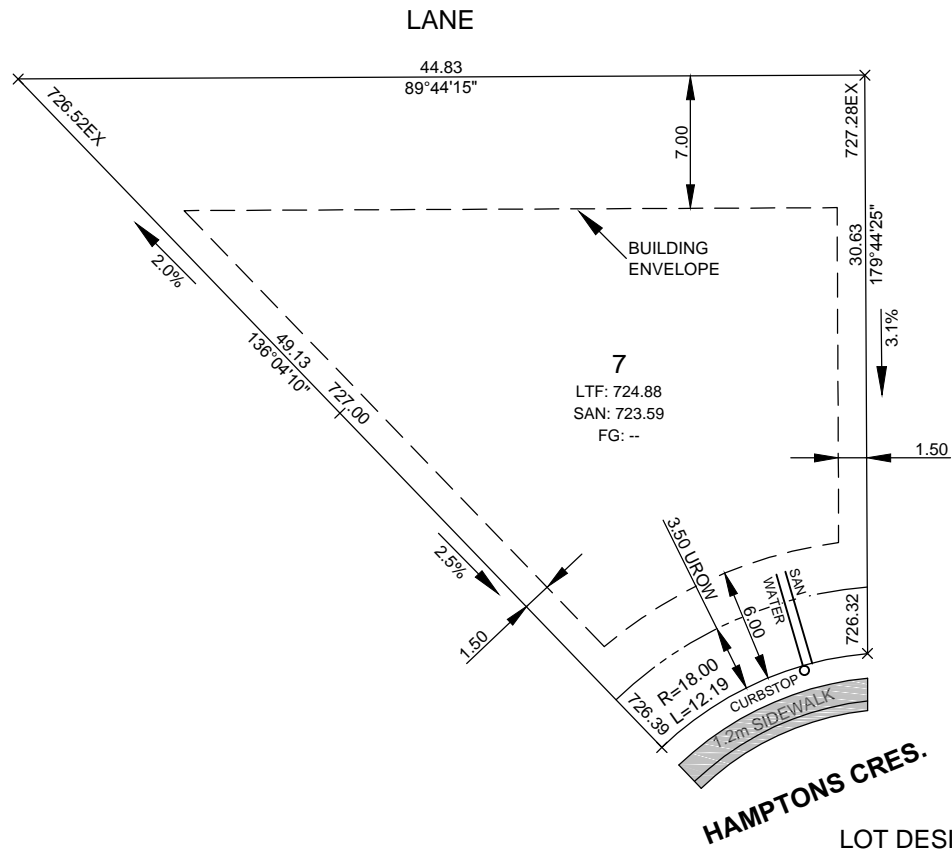 LANE
44.83
89°44'15"
726.52EX
727.28EX
7.00
2.0%
BUILDING
ENVELOPE
30.63
179°44'25"
3.1%
49.13
136°04'10"
727.00
7
LTF: 724.88
SAN: 723.59
FG: --
1.50
2.5%
3.50 UROW
6.00
WATER
SAN
726.32
1.50
726.39
R=18.00
L=12.19
CURBSTOP
1.2m SIDEWALK
HAMPTONS CRES.
LOT DESI